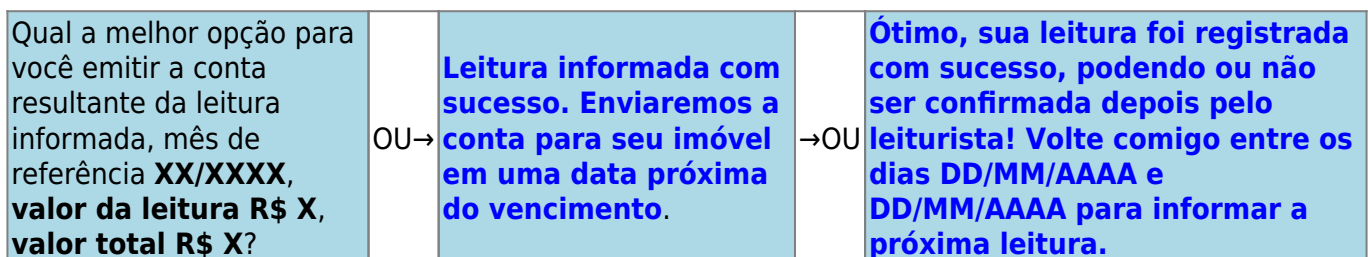 Qual a melhor opção para
você emitir a conta
resultante da leitura
informada, mês de
referência XX/XXXX,
valor da leitura R$ X,
valor total R$ X?
OU→
Leitura informada com
sucesso. Enviaremos a
conta para seu imóvel
em uma data próxima
do vencimento.
→OU
Ótimo, sua leitura foi registrada
com sucesso, podendo ou não
ser confirmada depois pelo
leiturista! Volte comigo entre os
dias DD/MM/AAAA e
DD/MM/AAAA para informar a
próxima leitura.